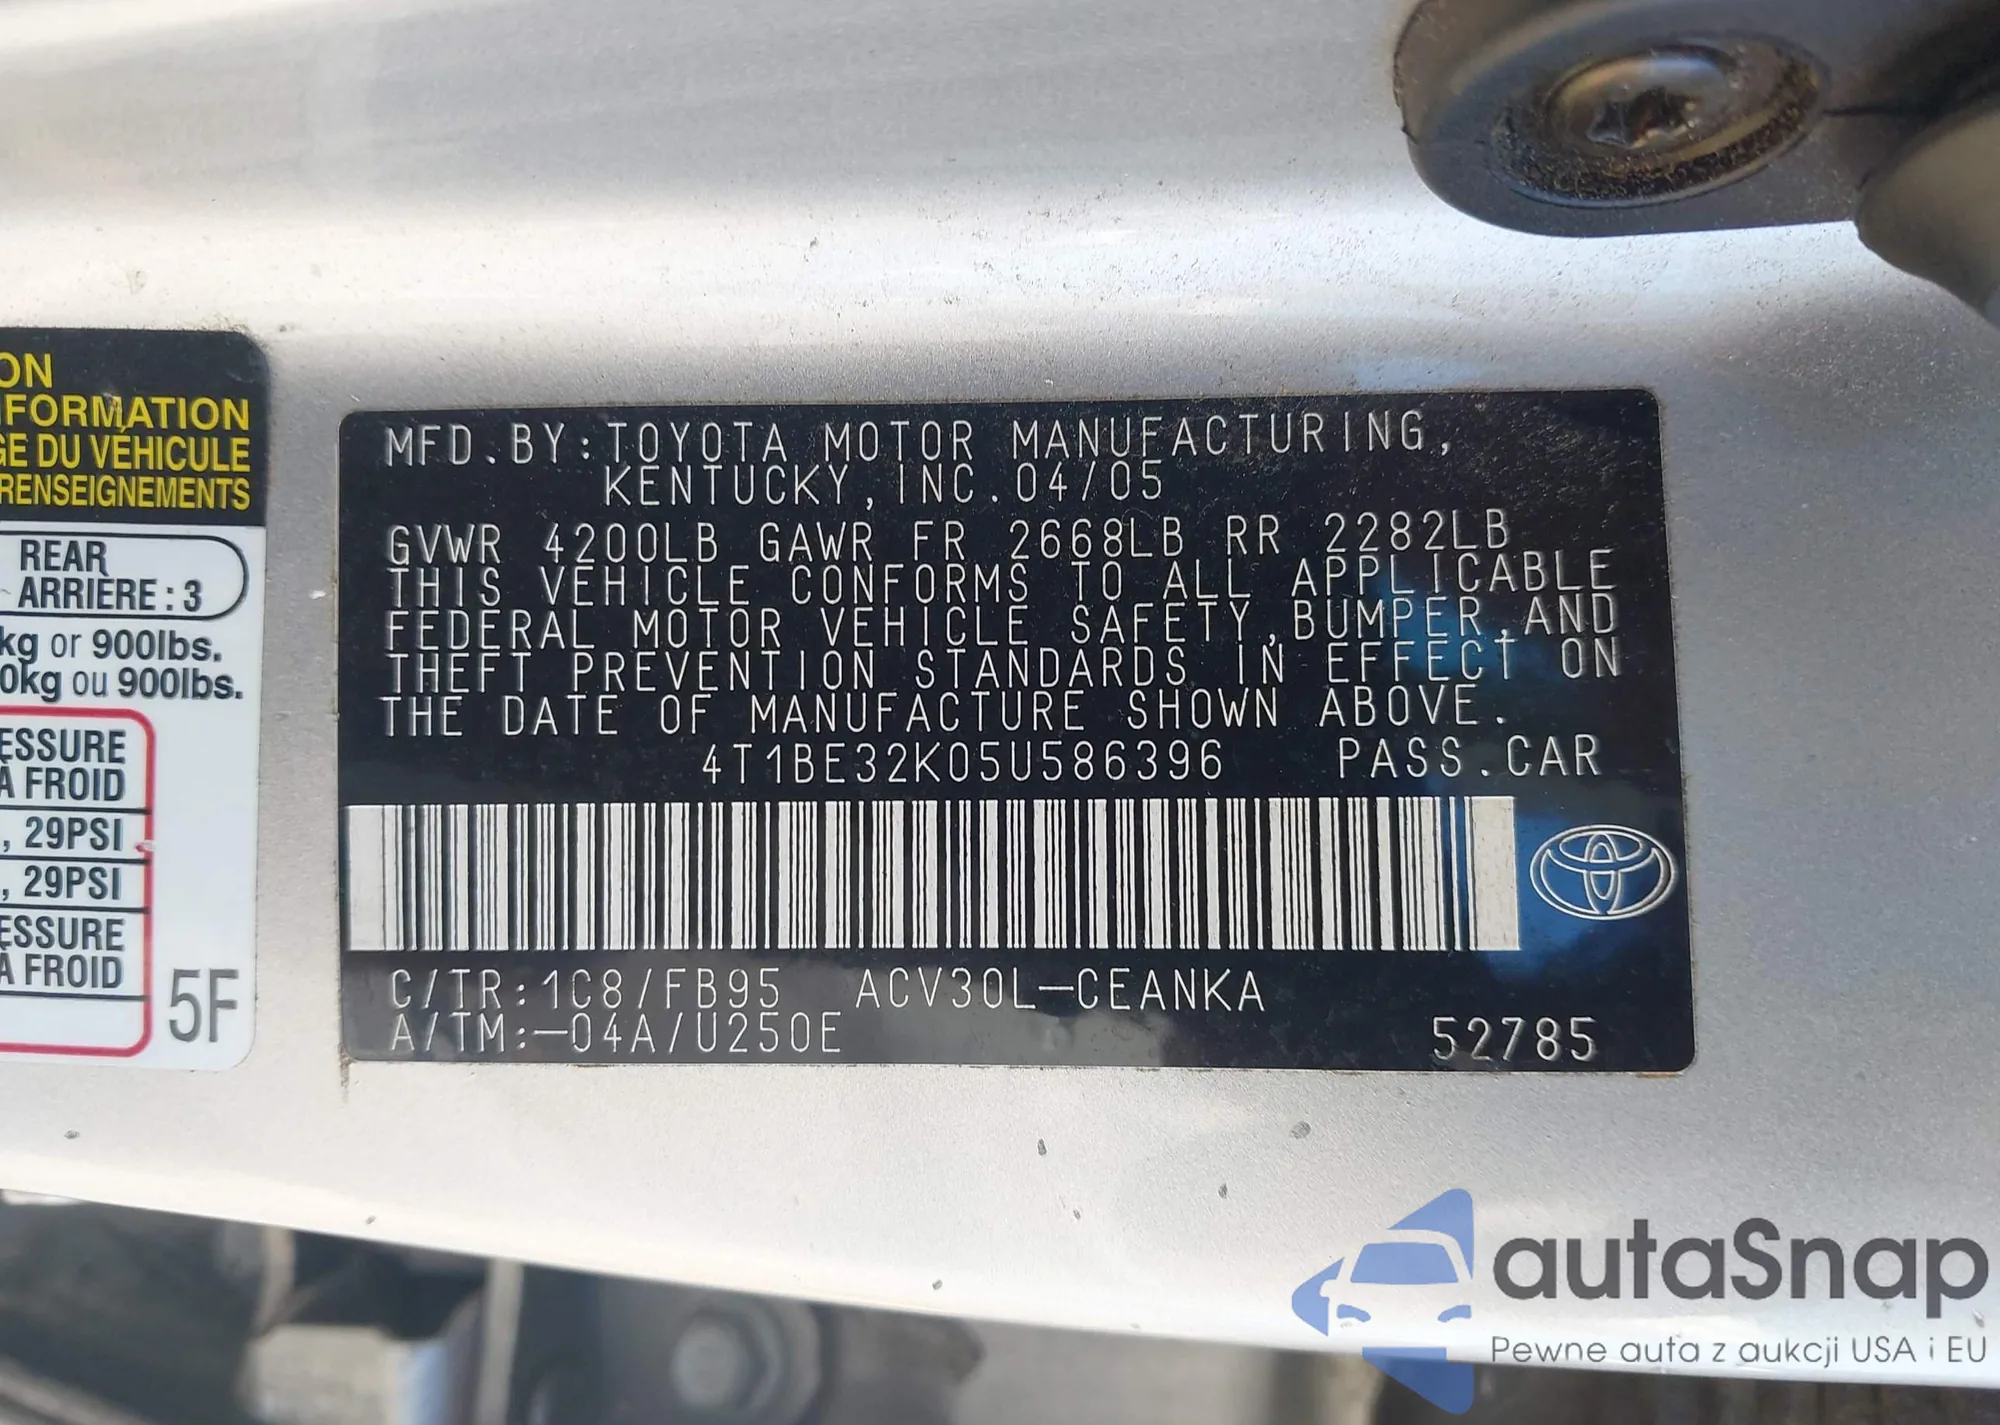 ON
NFORMATION
GE DU VÉHICULE
RENSEIGNEMENTS
REAR
ARRIÈRE : 3
kg or 900lbs.
0kg ou 900lbs.
ESSURE
À FROID
, 29PSI
, 29PSI
ESSURE
À FROID
5F
MFD.BY:TOYOTA MOTOR MANUFACTURING,
KENTUCKY,INC.04/05
GVWR 4200LB GAWR FR 2668LB RR 2282LB
THIS VEHICLE CONFORMS TO ALL APPLICABLE
FEDERAL MOTOR VEHICLE SAFETY,BUMPER,AND
THEFT PREVENTION STANDARDS IN EFFECT ON
THE DATE OF MANUFACTURE SHOWN ABOVE.
4T1BE32K05U586396 PASS.CAR
C/TR:1C8/FB95 ACV30L-CEANKA
A/TM:-04A/U250E
52785
autaSnap
Pewne auta z aukcji USA i EU